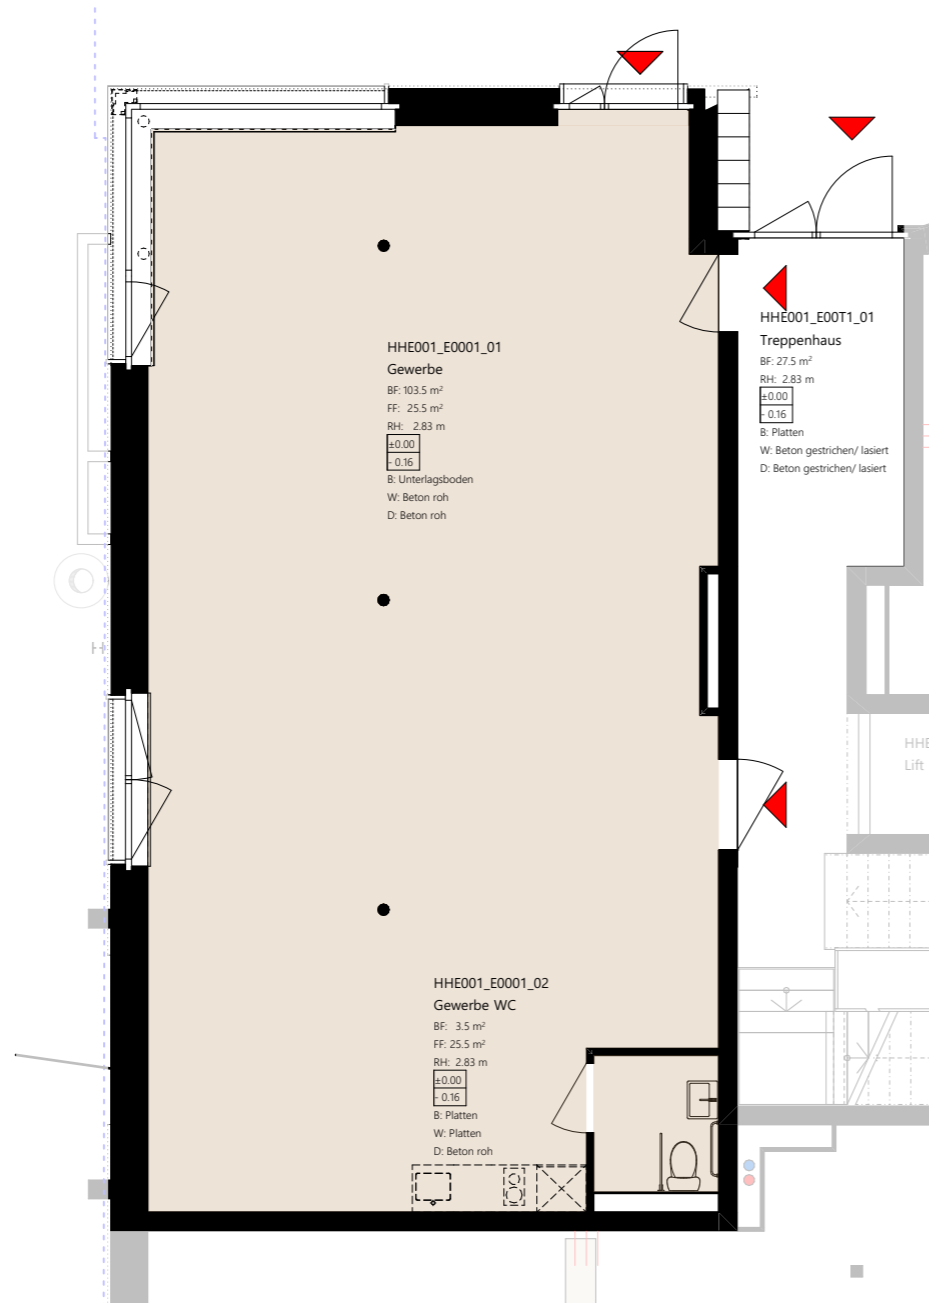 HHE001_E0001_01
Gewerbe
BF: 103.5 m²
FF: 25.5 m²
RH: 2.83 m
±0.00
- 0.16
B: Unterlagsboden
W: Beton roh
D: Beton roh
HHE001_E00T1_01
Treppenhaus
BF: 27.5 m²
RH: 2.83 m
±0.00
- 0.16
B: Platten
W: Beton gestrichen/ lasiert
D: Beton gestrichen/ lasiert
HHE
Lift
HHE001_E0001_02
Gewerbe WC
BF: 3.5 m²
FF: 25.5 m²
RH: 2.83 m
±0.00
- 0.16
B: Platten
W: Platten
D: Beton roh